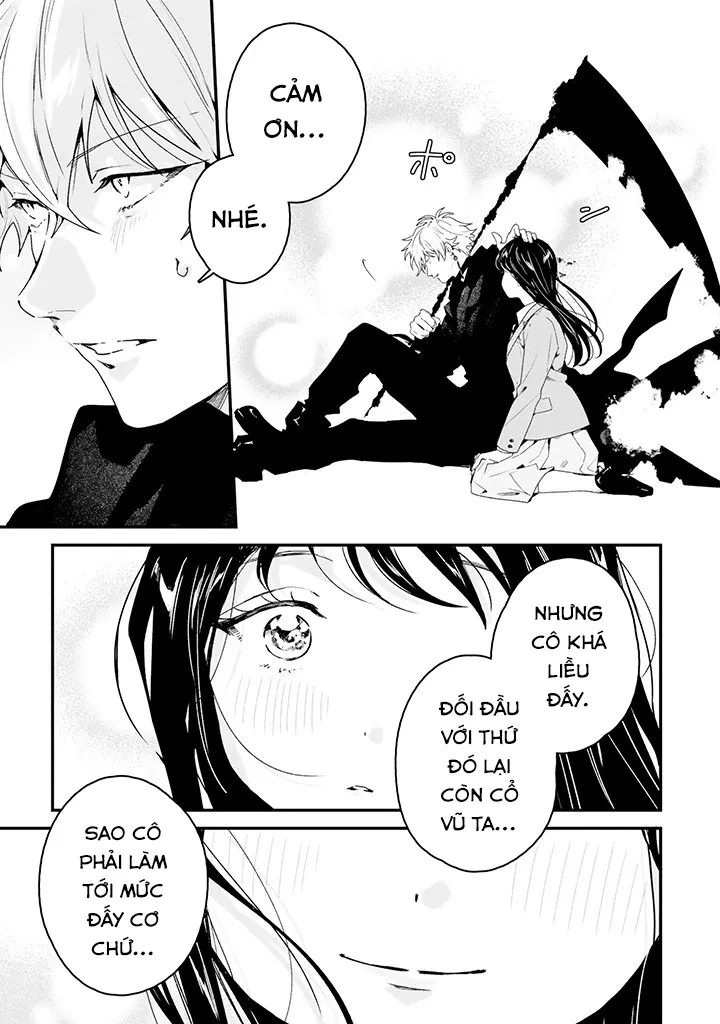 CẢM
ƠN...
NHÉ.
ポ
ン
NHƯNG
CÔ KHÁ
LIỀU
ĐẤY.
ĐỐI ĐẦU
VỚI THỨ
ĐÓ LẠI
CÒN CỔ
VŨ TA...
SAO CÔ
PHẢI LÀM
TỚI MỨC
ĐẤY CƠ
CHỨ...